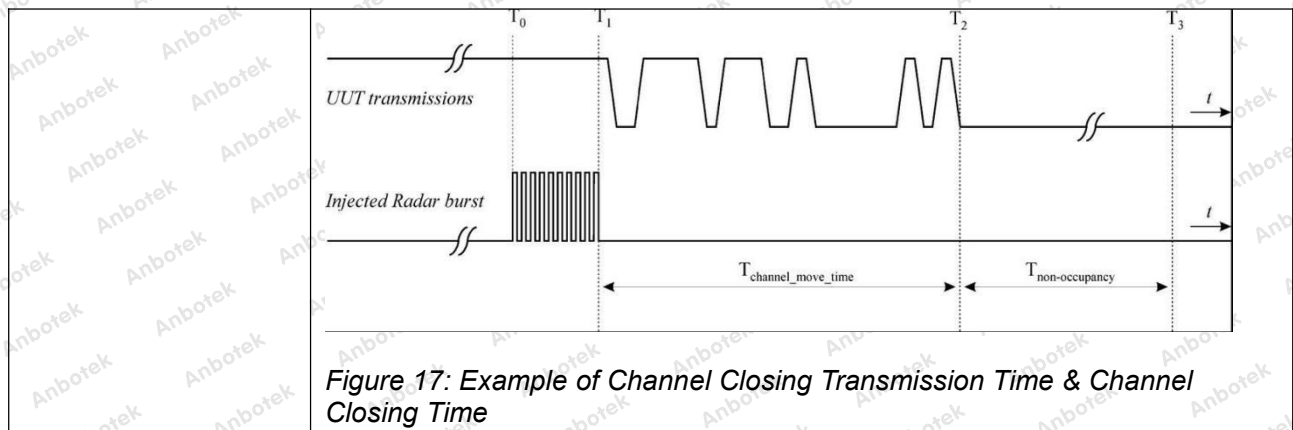 T0 T1 T2 T3
UUT transmissions
t
Injected Radar burst
t
Tchannel_move_time Tnon-occupancy
Figure 17: Example of Channel Closing Transmission Time & Channel
Closing Time
Anbotek